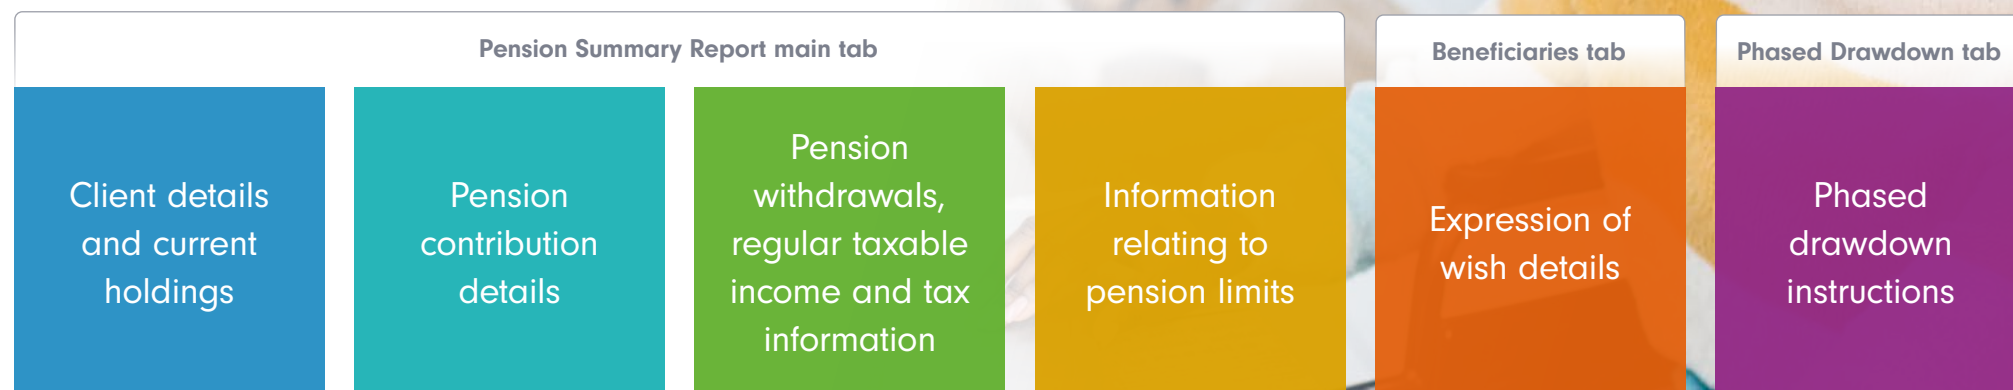 Pension Summary Report main tab
Beneficiaries tab
Phased Drawdown tab
Client details
and current
holdings
Pension
contribution
details
Pension
withdrawals,
regular taxable
income and tax
information
Information
relating to
pension limits
Expression of
wish details
Phased
drawdown
instructions